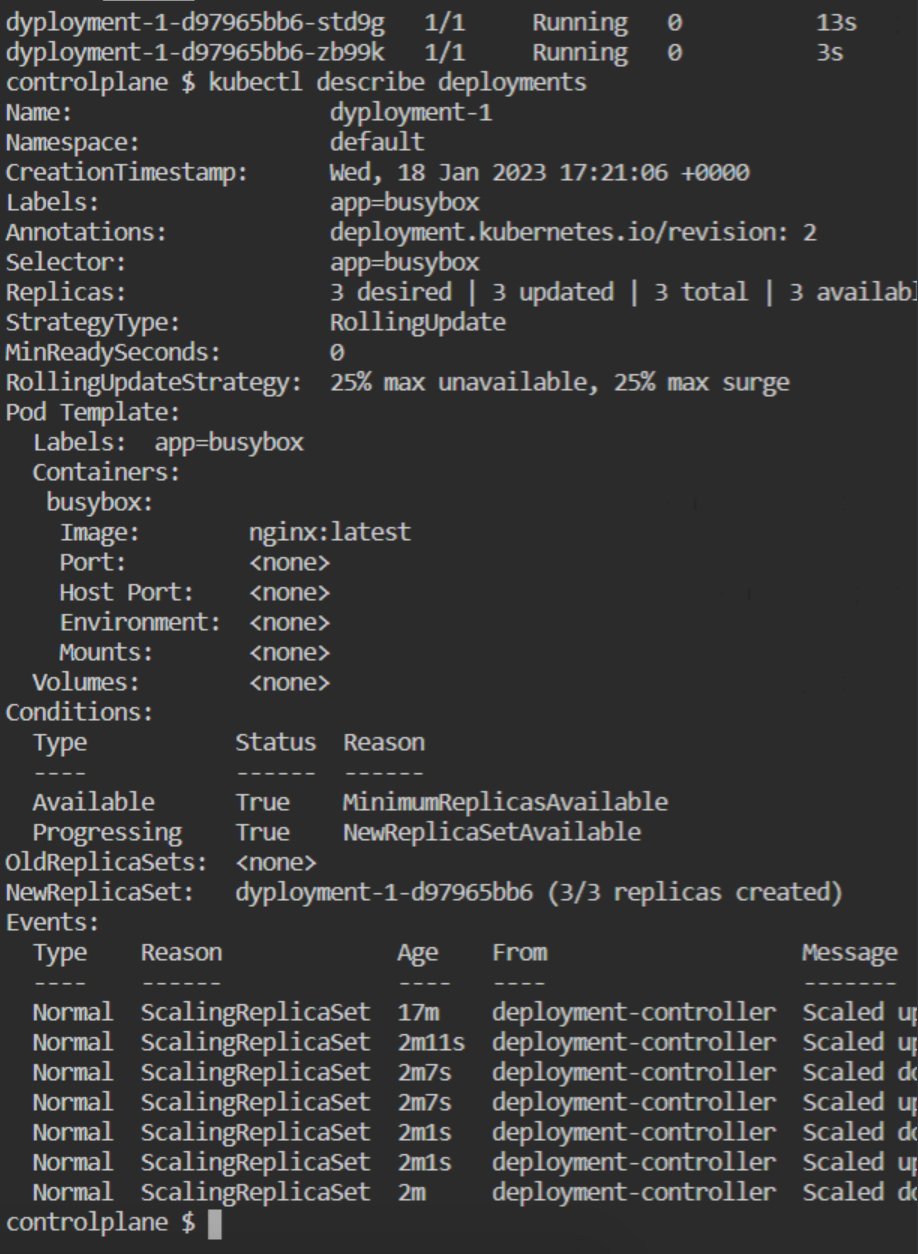 dyployment-1-d97965bb6-std9g   1/1     Running   0          13s
dyployment-1-d97965bb6-zb99k   1/1     Running   0          3s
controlplane $ kubectl describe deployments
Name:                   dyployment-1
Namespace:              default
CreationTimestamp:      Wed, 18 Jan 2023 17:21:06 +0000
Labels:                 app=busybox
Annotations:            deployment.kubernetes.io/revision: 2
Selector:               app=busybox
Replicas:               3 desired | 3 updated | 3 total | 3 availabl
StrategyType:           RollingUpdate
MinReadySeconds:        0
RollingUpdateStrategy:  25% max unavailable, 25% max surge
Pod Template:
  Labels:  app=busybox
  Containers:
   busybox:
    Image:        nginx:latest
    Port:         <none>
    Host Port:    <none>
    Environment:  <none>
    Mounts:       <none>
  Volumes:        <none>
Conditions:
  Type           Status  Reason
  ----           ------  ------
  Available      True    MinimumReplicasAvailable
  Progressing    True    NewReplicaSetAvailable
OldReplicaSets:  <none>
NewReplicaSet:   dyployment-1-d97965bb6 (3/3 replicas created)
Events:
  Type    Reason             Age    From                   Message
  ----    ------             ----   ----                   -------
  Normal  ScalingReplicaSet  17m    deployment-controller  Scaled up
  Normal  ScalingReplicaSet  2m11s  deployment-controller  Scaled up
  Normal  ScalingReplicaSet  2m7s   deployment-controller  Scaled do
  Normal  ScalingReplicaSet  2m7s   deployment-controller  Scaled up
  Normal  ScalingReplicaSet  2m1s   deployment-controller  Scaled do
  Normal  ScalingReplicaSet  2m1s   deployment-controller  Scaled up
  Normal  ScalingReplicaSet  2m     deployment-controller  Scaled do
controlplane $